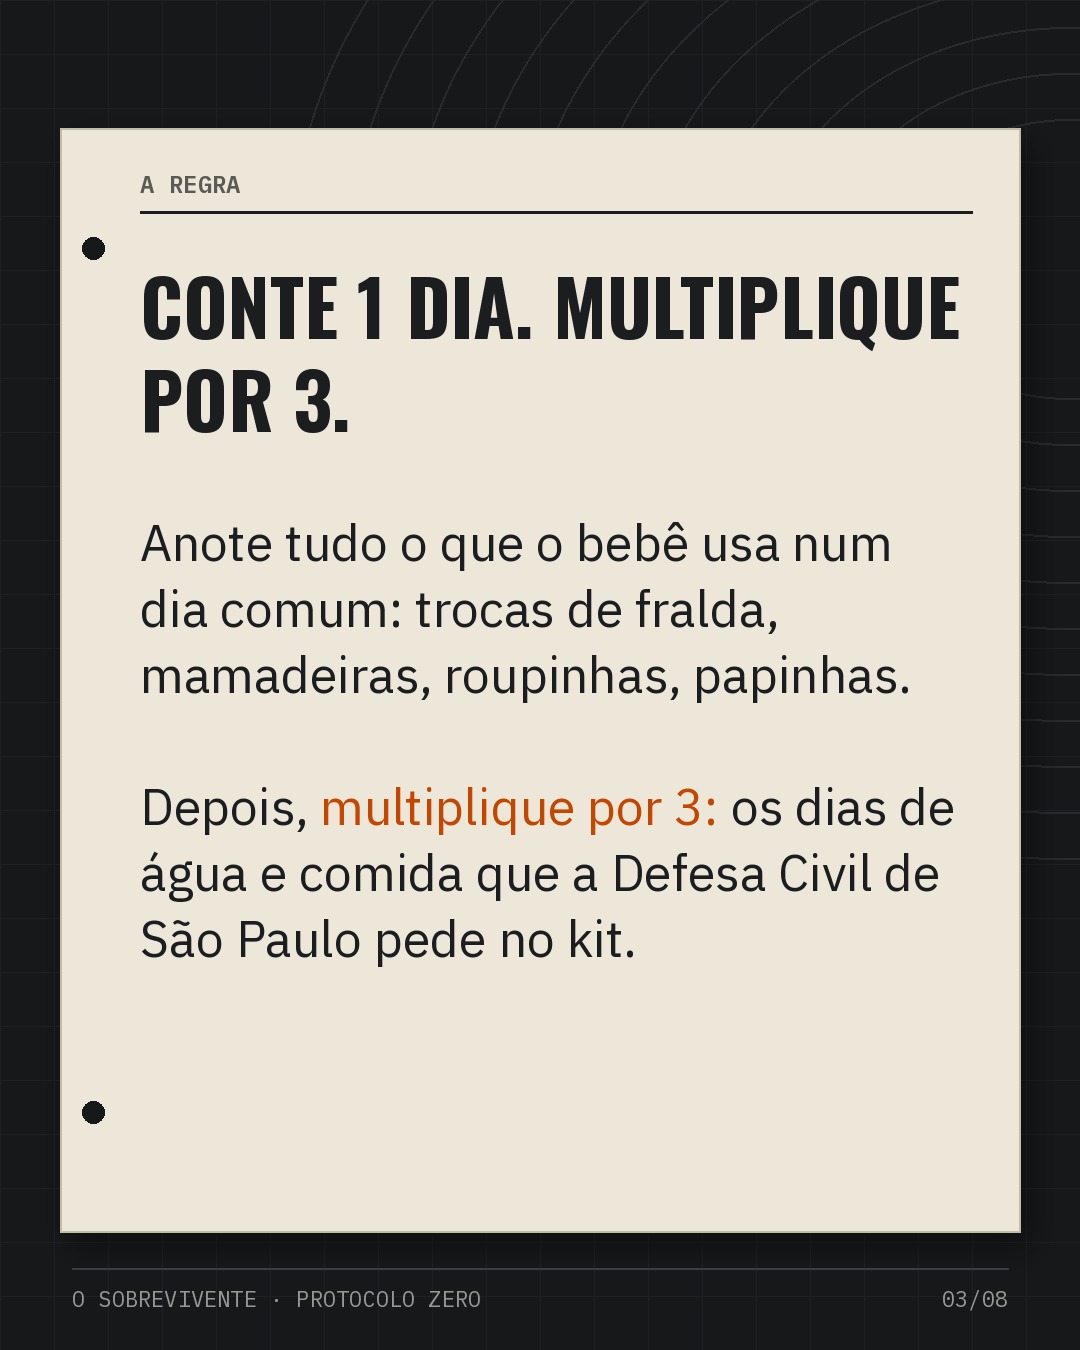 A REGRA
CONTE 1 DIA. MULTIPLIQUE
POR 3.
Anote tudo o que o bebê usa num
dia comum: trocas de fralda,
mamadeiras, roupinhas, papinhas.
Depois, multiplique por 3: os dias de
água e comida que a Defesa Civil de
São Paulo pede no kit.
O SOBREVIVENTE · PROTOCOLO ZERO
03/08